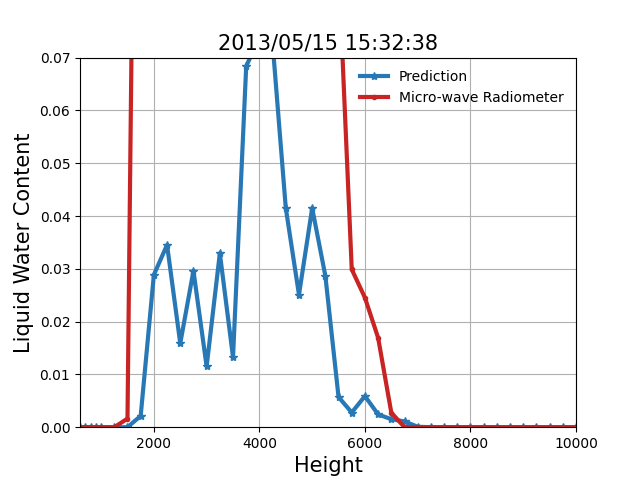 2013/05/15 15:32:38
0.07
0.06
0.05
0.04
0.03
0.02
0.01
0.00
Liquid Water Content
Prediction
Micro-wave Radiometer
2000 4000 6000 8000 10000
Height